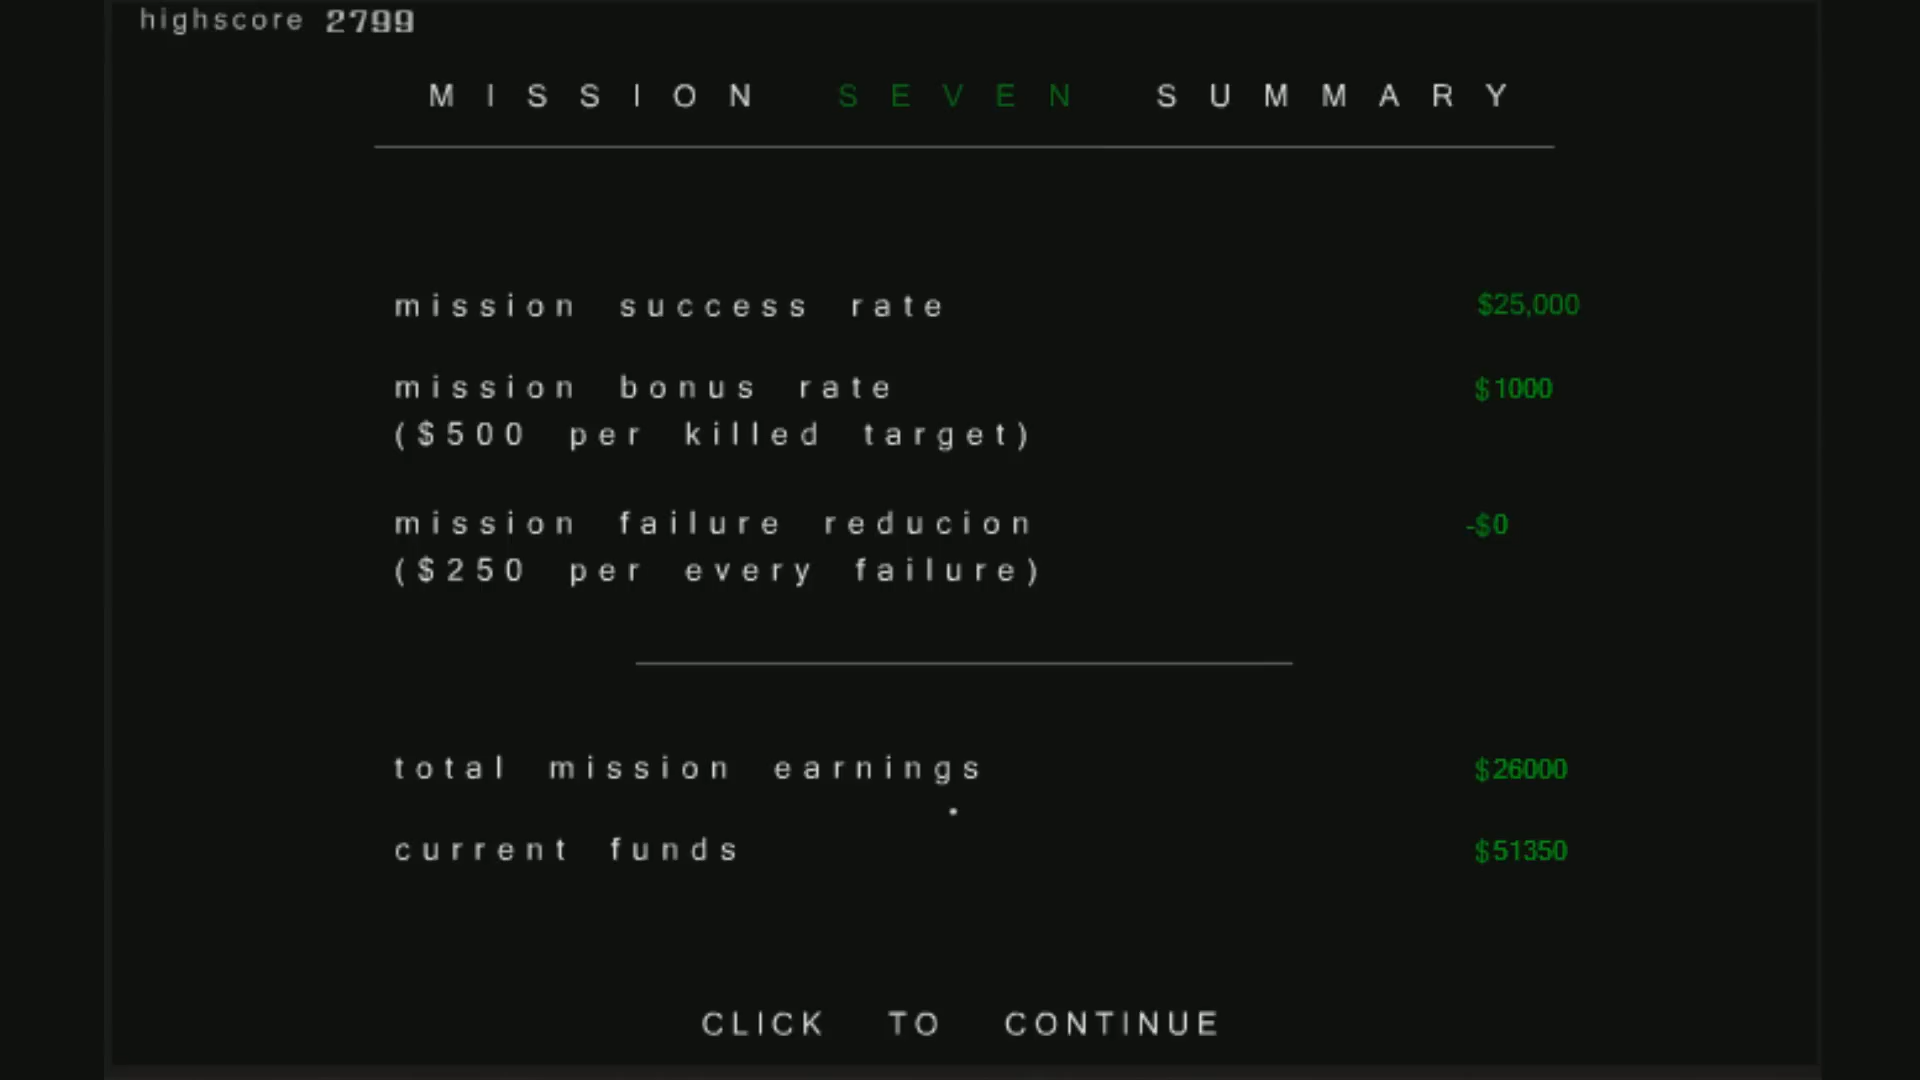 highscore 2799
MISSION SEVEN SUMMARY
mission success rate $25,000
mission bonus rate $1000
($500 per killed target)
mission failure reducion -$0
($250 per every failure)
total mission earnings $26000
current funds $51350
CLICK TO CONTINUE